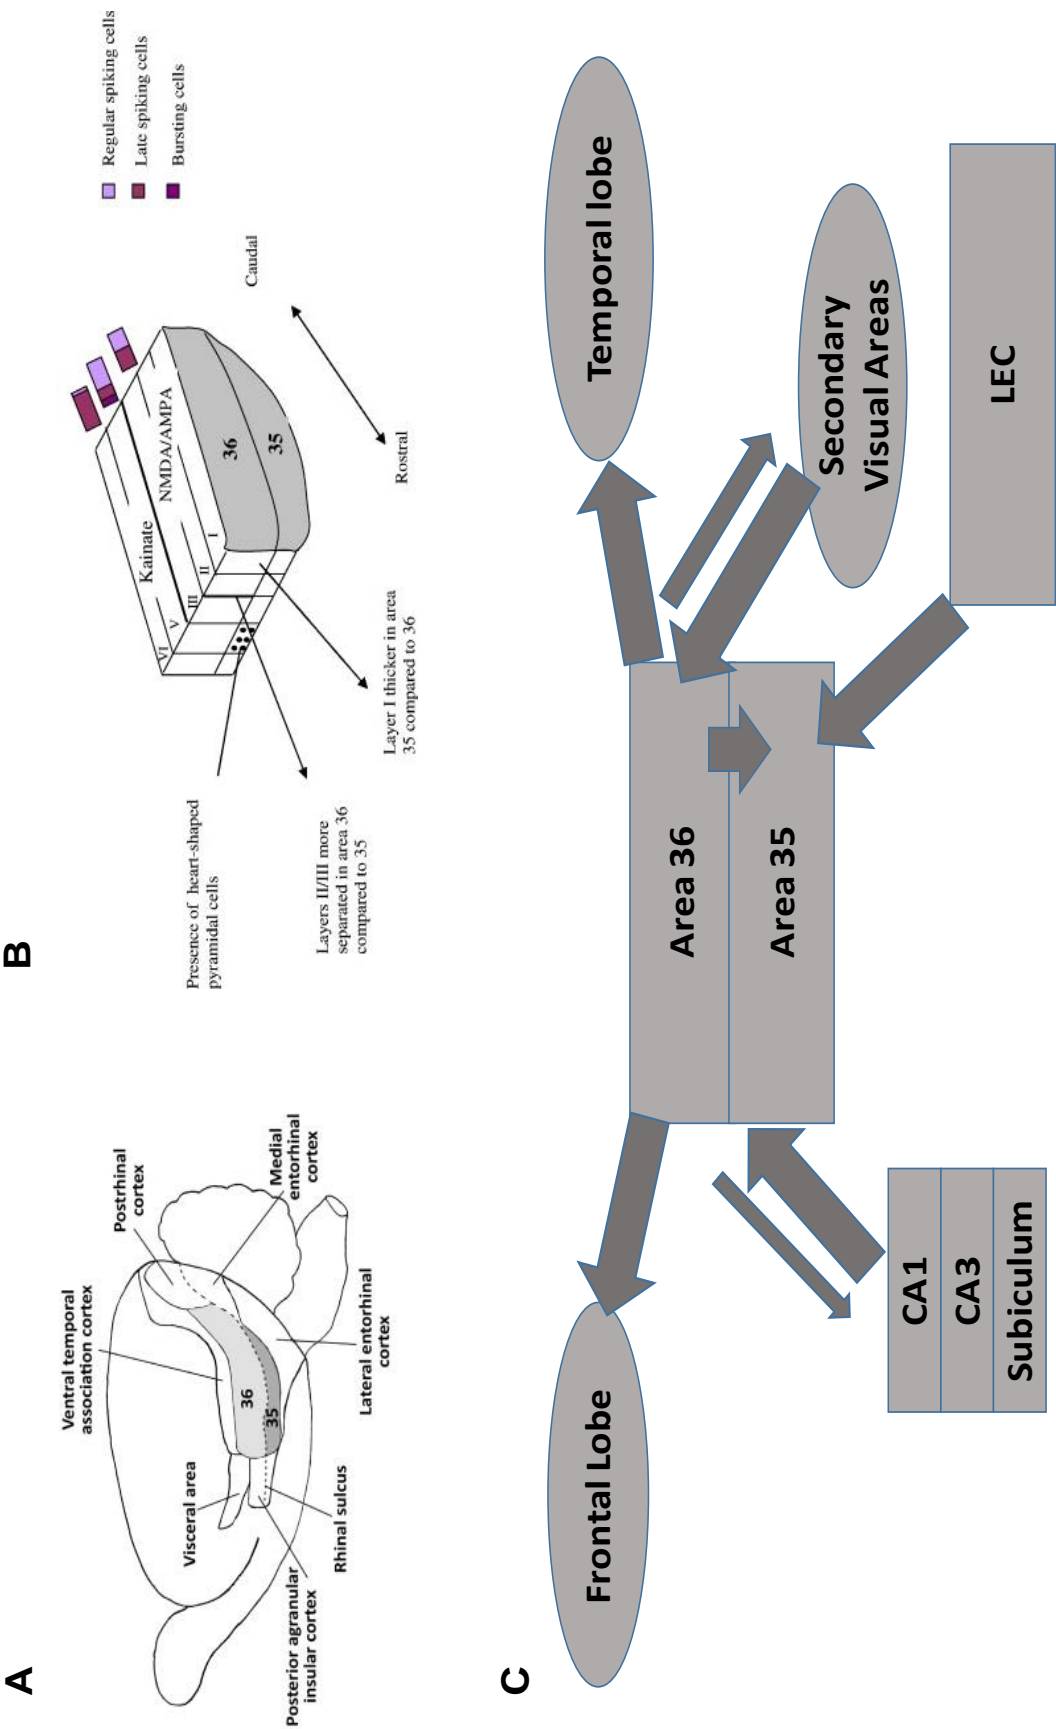 A
Ventral temporal
association cortex
Postrhinal
cortex
Visceral area
36
35
Medial
entorhinal
cortex
Posterior agranular
insular cortex
Rhinal sulcus
Lateral entorhinal
cortex
B
Regular spiking cells
Late spiking cells
Bursting cells
Presence of heart-shaped
pyramidal cells
Kainate
NMDA/AMPA
VI
V
III
II
I
36
35
Caudal
Rostral
Layers II/III more
separated in area 36
compared to 35
Layer I thicker in area
35 compared to 36
C
Frontal Lobe
Temporal lobe
Area 36
Area 35
Secondary
Visual Areas
CA1
CA3
Subiculum
LEC